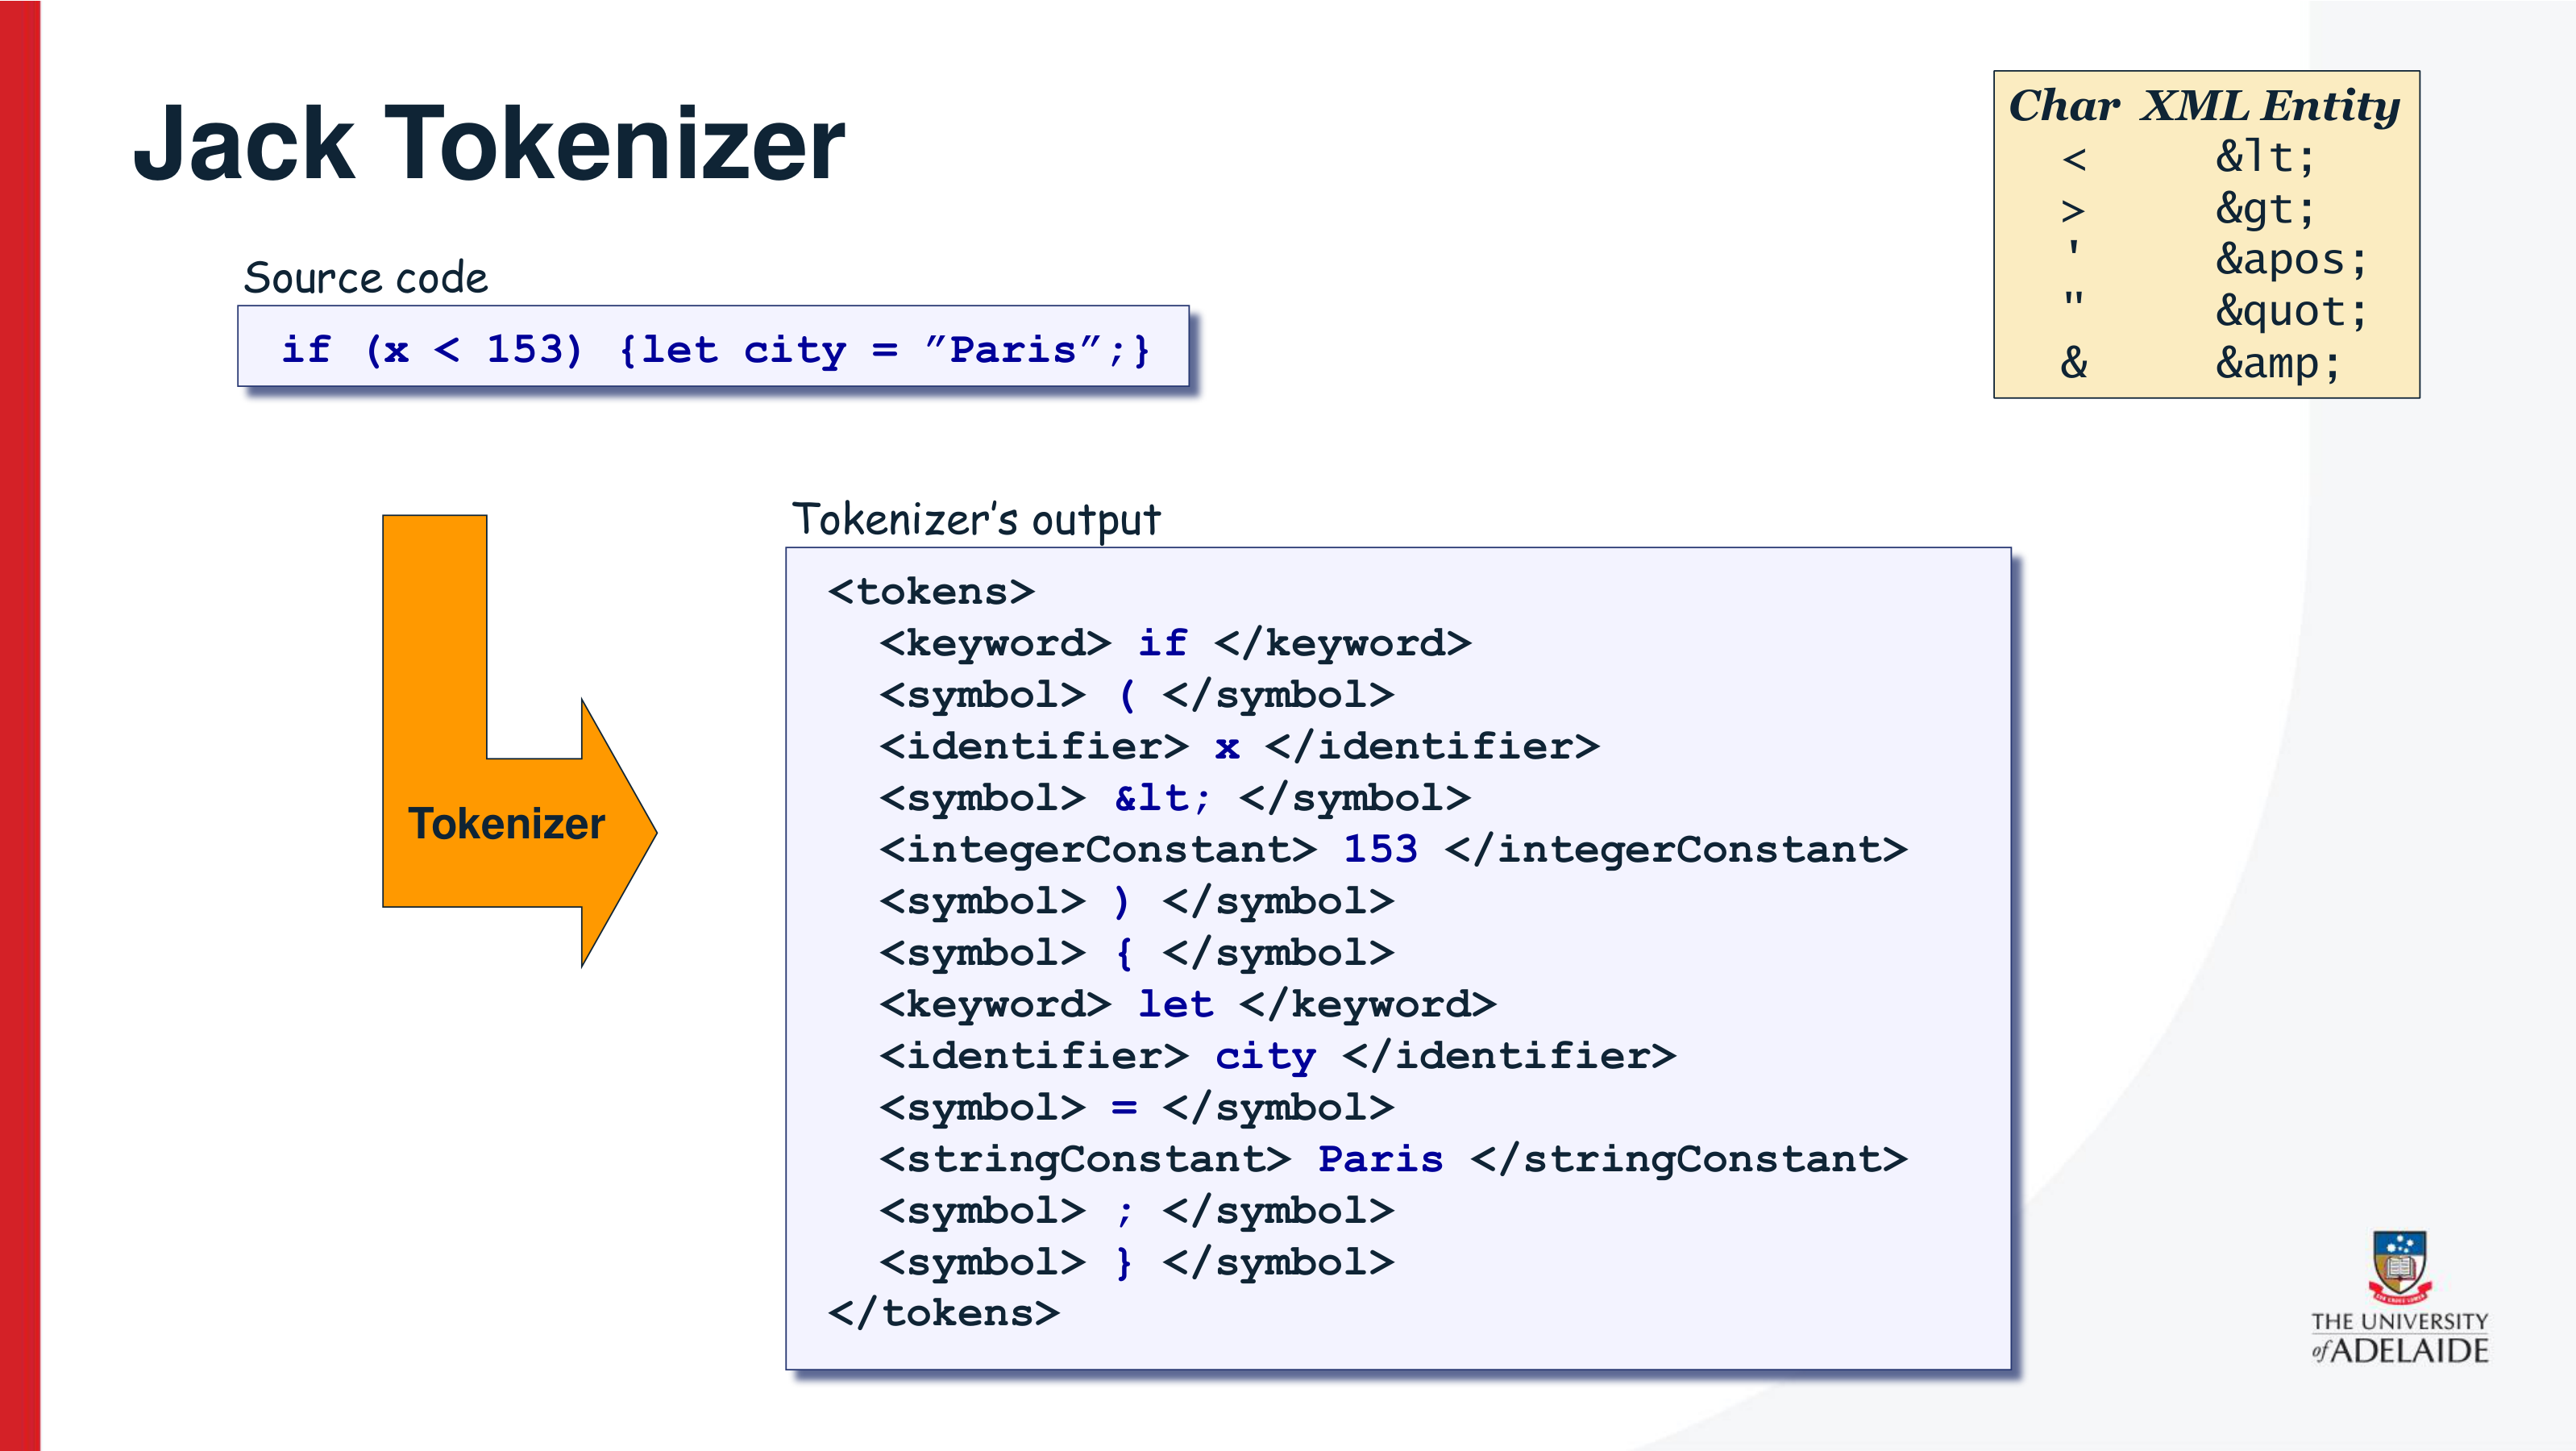 Jack Tokenizer
Char XML Entity
< &lt;
> &gt;
' &apos;
" &quot;
& &amp;
Source code
if (x < 153) {let city = ″Paris″;}
Tokenizer
Tokenizer’s output
<tokens>
<keyword> if </keyword>
<symbol> ( </symbol>
<identifier> x </identifier>
<symbol> &lt; </symbol>
<integerConstant> 153 </integerConstant>
<symbol> ) </symbol>
<symbol> { </symbol>
<keyword> let </keyword>
<identifier> city </identifier>
<symbol> = </symbol>
<stringConstant> Paris </stringConstant>
<symbol> ; </symbol>
<symbol> } </symbol>
</tokens>
THE UNIVERSITY
of ADELAIDE